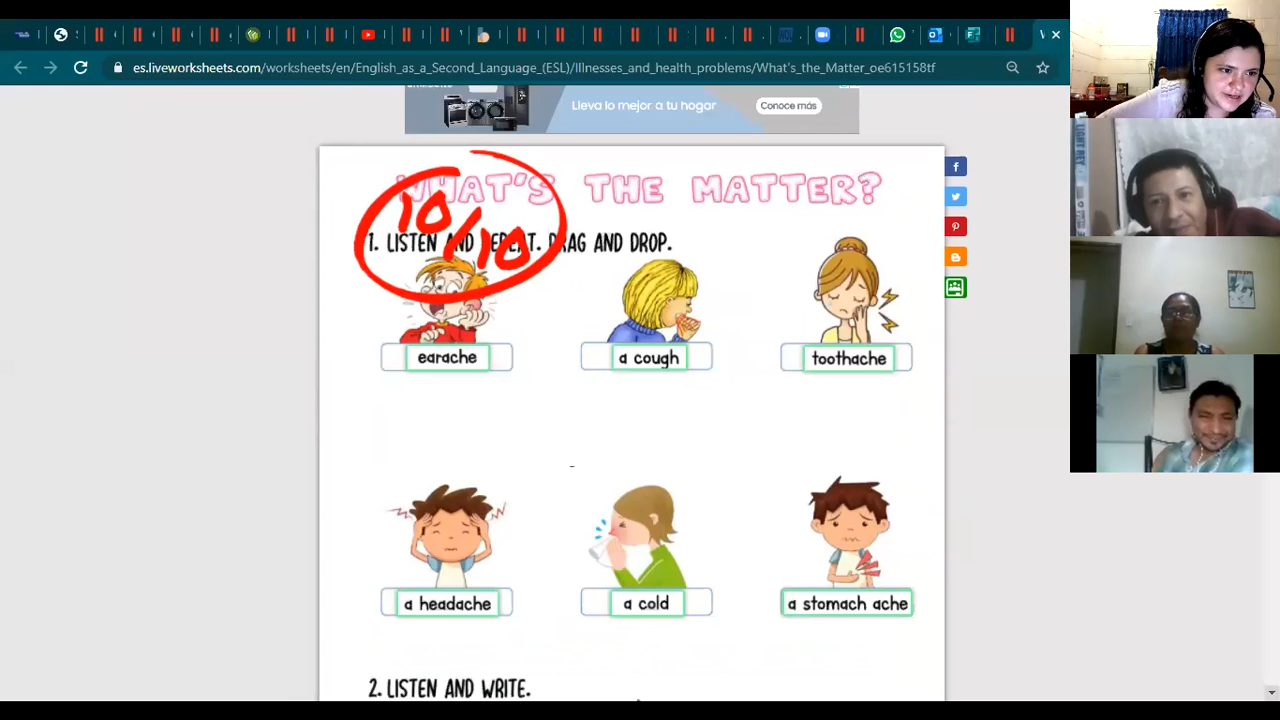 es.liveworksheets.com/worksheets/en/English_as_a_Second_Language_(ESL)/Illnesses_and_health_problems/What's_the_Matter_oe615158tf
Lleva lo mejor a tu hogar
Conoce más
WHAT'S THE MATTER?
10/10
1. LISTEN AND REPEAT. DRAG AND DROP.
earache
a cough
toothache
a headache
a cold
a stomach ache
2. LISTEN AND WRITE.